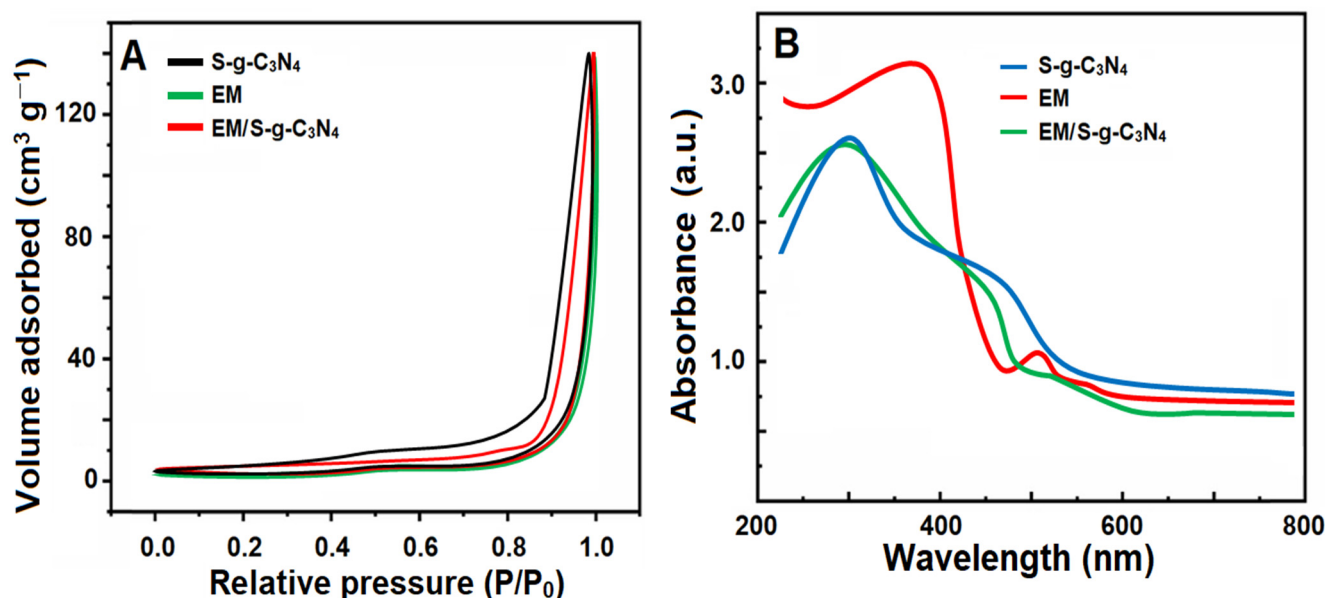 A
S-g-C₃N₄
EM
EM/S-g-C₃N₄
Volume adsorbed (cm³ g⁻¹)
120
80
40
0
0.0 0.2 0.4 0.6 0.8 1.0
Relative pressure (P/P₀)
B
S-g-C₃N₄
EM
EM/S-g-C₃N₄
Absorbance (a.u.)
3.0
2.0
1.0
200 400 600 800
Wavelength (nm)